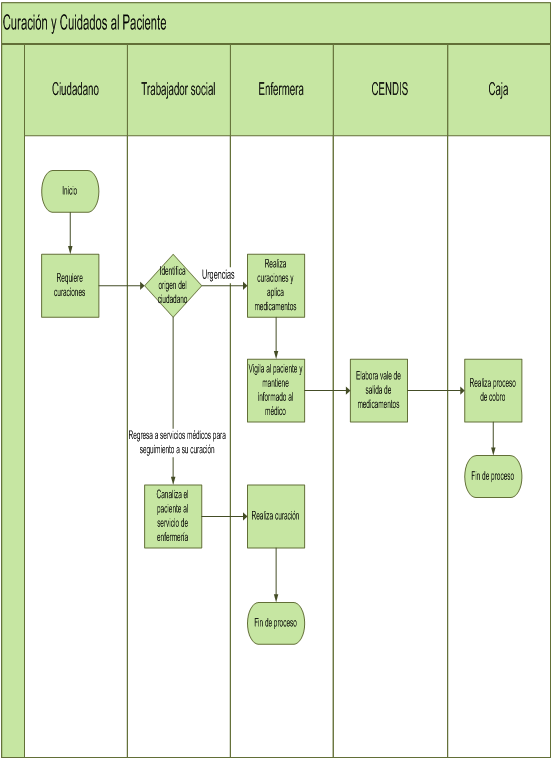 Curación y Cuidados al Paciente
Ciudadano
Trabajador social
Enfermera
CENDIS
Caja
Inicio
Requiere
curaciones
Identifica
origen del
ciudadano
Urgencias
Realiza
curaciones y
aplica
medicamentos
Vigila al paciente y
mantiene
informado al
médico
Elabora vale de
salida de
medicamentos
Realiza proceso
de cobro
Fin de proceso
Regresa a servicios médicos para
seguimiento a su curación
Canaliza el
paciente al
servicio de
enfermería
Realiza curación
Fin de proceso